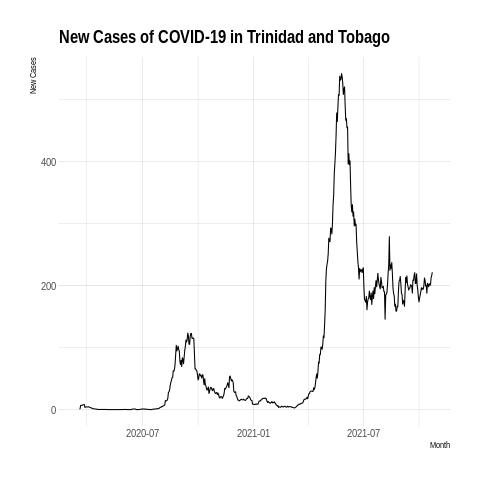 New Cases of COVID-19 in Trinidad and Tobago
New Cases
400
200
0
2020-07 2021-01 2021-07
Month